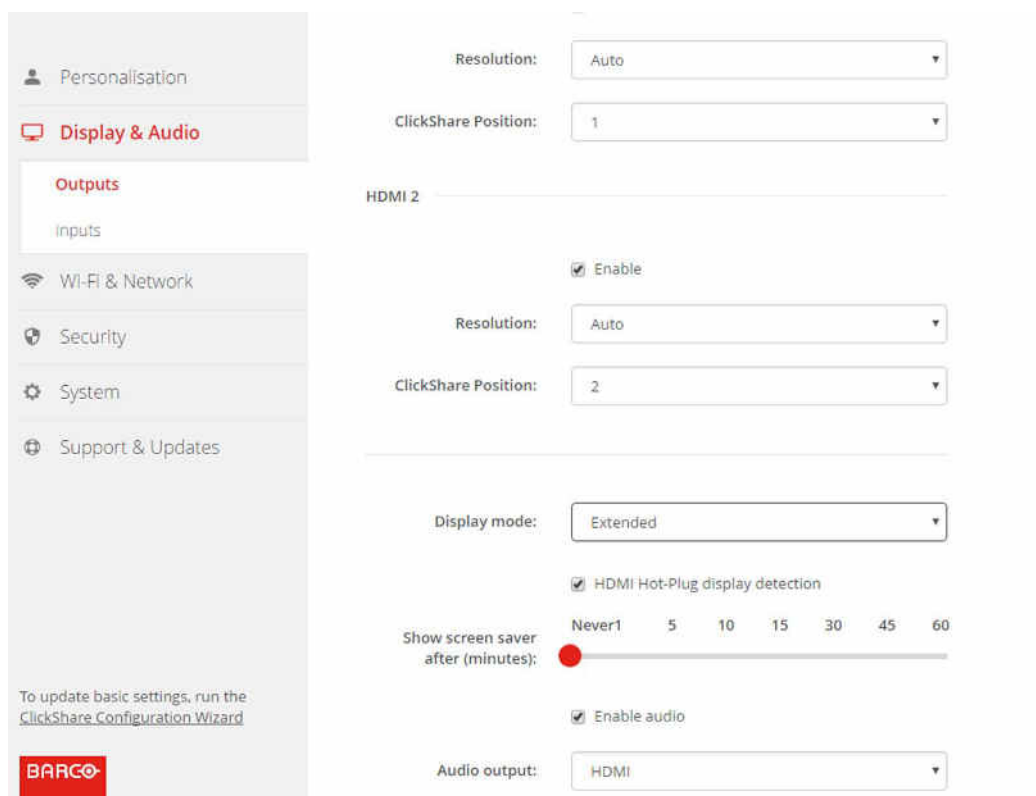 Personalisation
Display & Audio
Outputs
Inputs
Wi-Fi & Network
Security
System
Support & Updates
To update basic settings, run the
ClickShare Configuration Wizard
BARCO
Resolution:
Auto
ClickShare Position:
1
HDMI 2
Enable
Resolution:
Auto
ClickShare Position:
2
Display mode:
Extended
HDMI Hot-Plug display detection
Show screen saver
after (minutes):
Never 1 5 10 15 30 45 60
Enable audio
Audio output:
HDMI